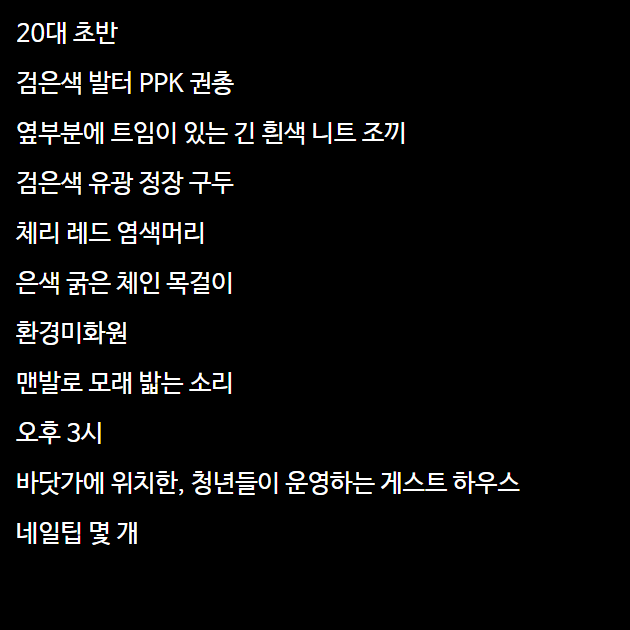 20대 초반
검은색 발터 PPK 권총
옆부분에 트임이 있는 긴 흰색 니트 조끼
검은색 유광 정장 구두
체리 레드 염색머리
은색 굵은 체인 목걸이
환경미화원
맨발로 모래 밟는 소리
오후 3시
바닷가에 위치한, 청년들이 운영하는 게스트 하우스
네일팁 몇 개